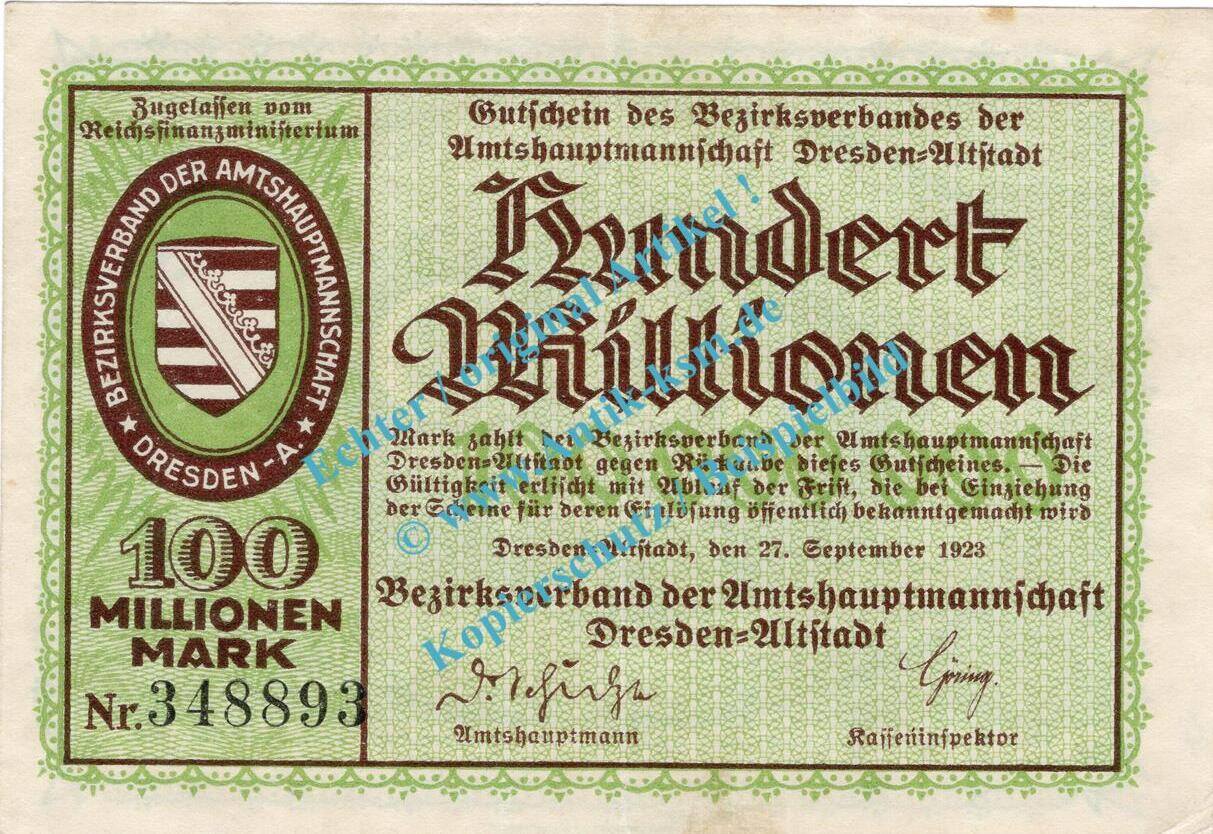 Zugelassen vom
Reichsfinanzministerium
BEZIRKSVERBAND DER AMTSHAUPTMANNSCHAFT
★ DRESDEN-A. ★
100
MILLIONEN
MARK
Nr. 348893
Gutschein des Bezirksverbandes der
Amtshauptmannschaft Dresden-Altstadt
Hundert
Millionen
Mark zahlt der Bezirksverband der Amtshauptmannschaft
Dresden-Altstadt gegen Rückgabe dieses Gutscheines. — Die
Gültigkeit erlischt mit Ablauf der Frist, die bei Einziehung
der Scheine für deren Einlösung öffentlich bekanntgemacht wird
Dresden-Altstadt, den 27. September 1923
Bezirksverband der Amtshauptmannschaft
Dresden-Altstadt
Göring.
Amtshauptmann
Kasseninspektor
Echter / original Artikel !
© www.Antik-ksm.de
Kopierschutz / Beispielbild